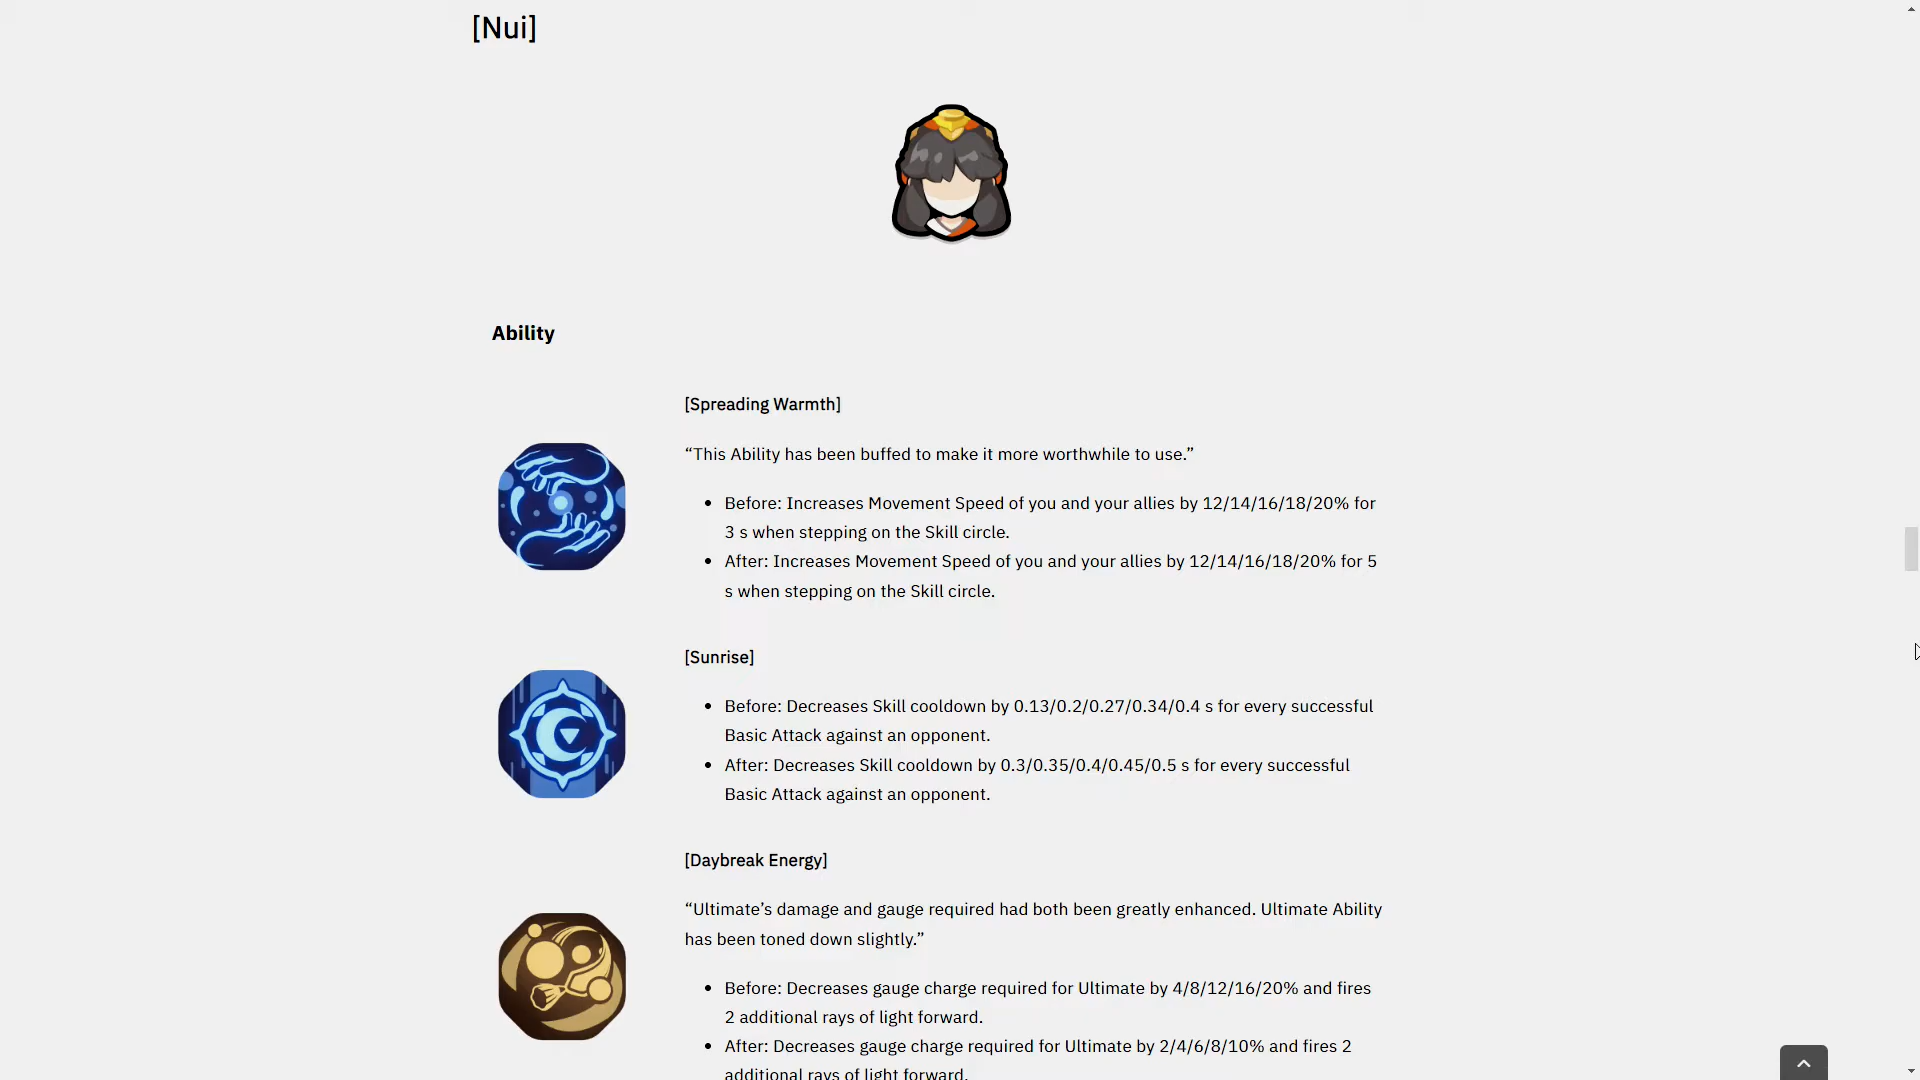 [Nui]
Ability
[Spreading Warmth]
“This Ability has been buffed to make it more worthwhile to use.”
• Before: Increases Movement Speed of you and your allies by 12/14/16/18/20% for
3 s when stepping on the Skill circle.
• After: Increases Movement Speed of you and your allies by 12/14/16/18/20% for 5
s when stepping on the Skill circle.
[Sunrise]
• Before: Decreases Skill cooldown by 0.13/0.2/0.27/0.34/0.4 s for every successful
Basic Attack against an opponent.
• After: Decreases Skill cooldown by 0.3/0.35/0.4/0.45/0.5 s for every successful
Basic Attack against an opponent.
[Daybreak Energy]
“Ultimate’s damage and gauge required had both been greatly enhanced. Ultimate Ability
has been toned down slightly.”
• Before: Decreases gauge charge required for Ultimate by 4/8/12/16/20% and fires
2 additional rays of light forward.
• After: Decreases gauge charge required for Ultimate by 2/4/6/8/10% and fires 2
additional rays of light forward.